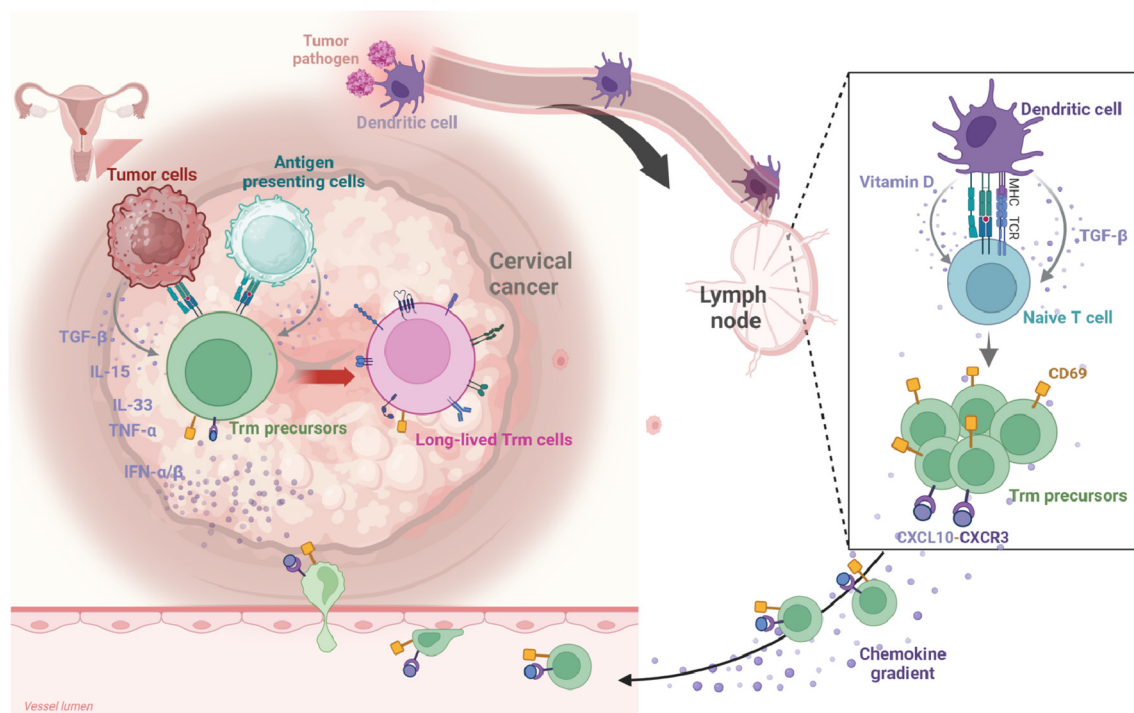 Tumor
pathogen
Dendritic cell
Tumor cells
Antigen
presenting cells
Cervical
cancer
TGF-β
IL-15
IL-33
TNF-α
IFN-α/β
Trm precursors
Long-lived Trm cells
Vessel lumen
Lymph
node
Dendritic cell
Vitamin D
MHC TCR
TGF-β
Naive T cell
CD69
Trm precursors
CXCL10-CXCR3
Chemokine
gradient